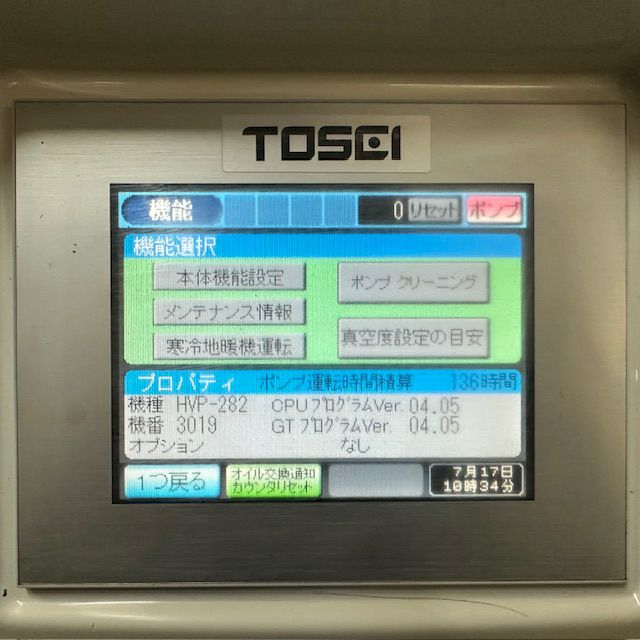 TOSEI
機能 0 リセット ポンプ
機能選択
本体機能設定
ポンプ クリーニング
メンテナンス情報
真空度設定の目安
寒冷地暖機運転
プロパティ ポンプ運転時間積算 136時間
機種 HVP-282 CPUプログラムVer. 04.05
機番 3019 GTプログラムVer. 04.05
オプション なし
1つ戻る
オイル交換通知
カウンタリセット
7月17日
10時34分